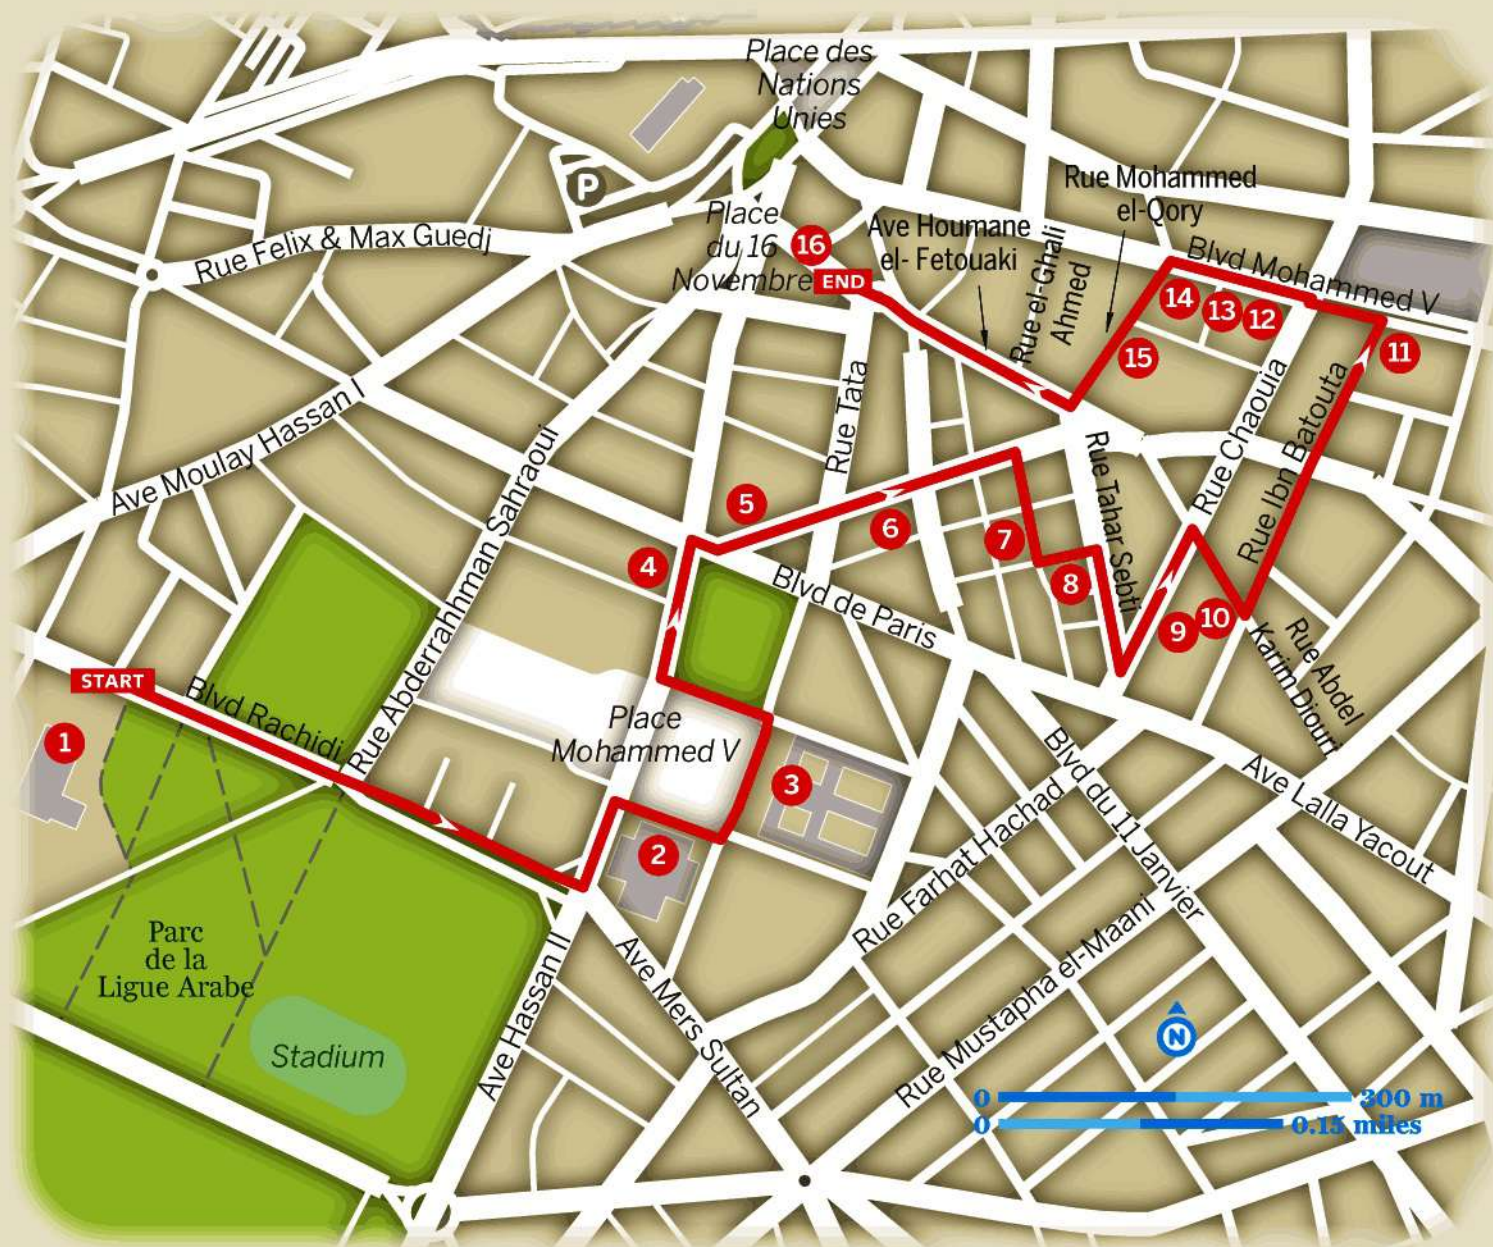 Place des
Nations
Unies
P
Rue Mohammed
el-Qory
Place
du 16
Novembre
16
END
Ave Houmane
el- Fetouaki
Rue el-Ghali
Ahmed
Blvd Mohammed V
Rue Felix & Max Guedj
14
13
12
11
15
Rue Chaouia
Rue Ibn Batouta
Rue Tata
Ave Moulay Hassan I
Rue Abderrahman Sahraoui
Rue Tahar Sebti
5
6
7
4
8
9
10
Blvd de Paris
Rue Abdel
Karim Diouri
START
Blvd Rachidi
1
Place
Mohammed V
3
2
Blvd du 11 Janvier
Ave Lalla Yacout
Rue Farhat Hachad
Rue Mustapha el-Maani
Parc
de la
Ligue Arabe
Stadium
Ave Hassan II
Ave Mers Sultan
N
0 300 m
0 0.15 miles